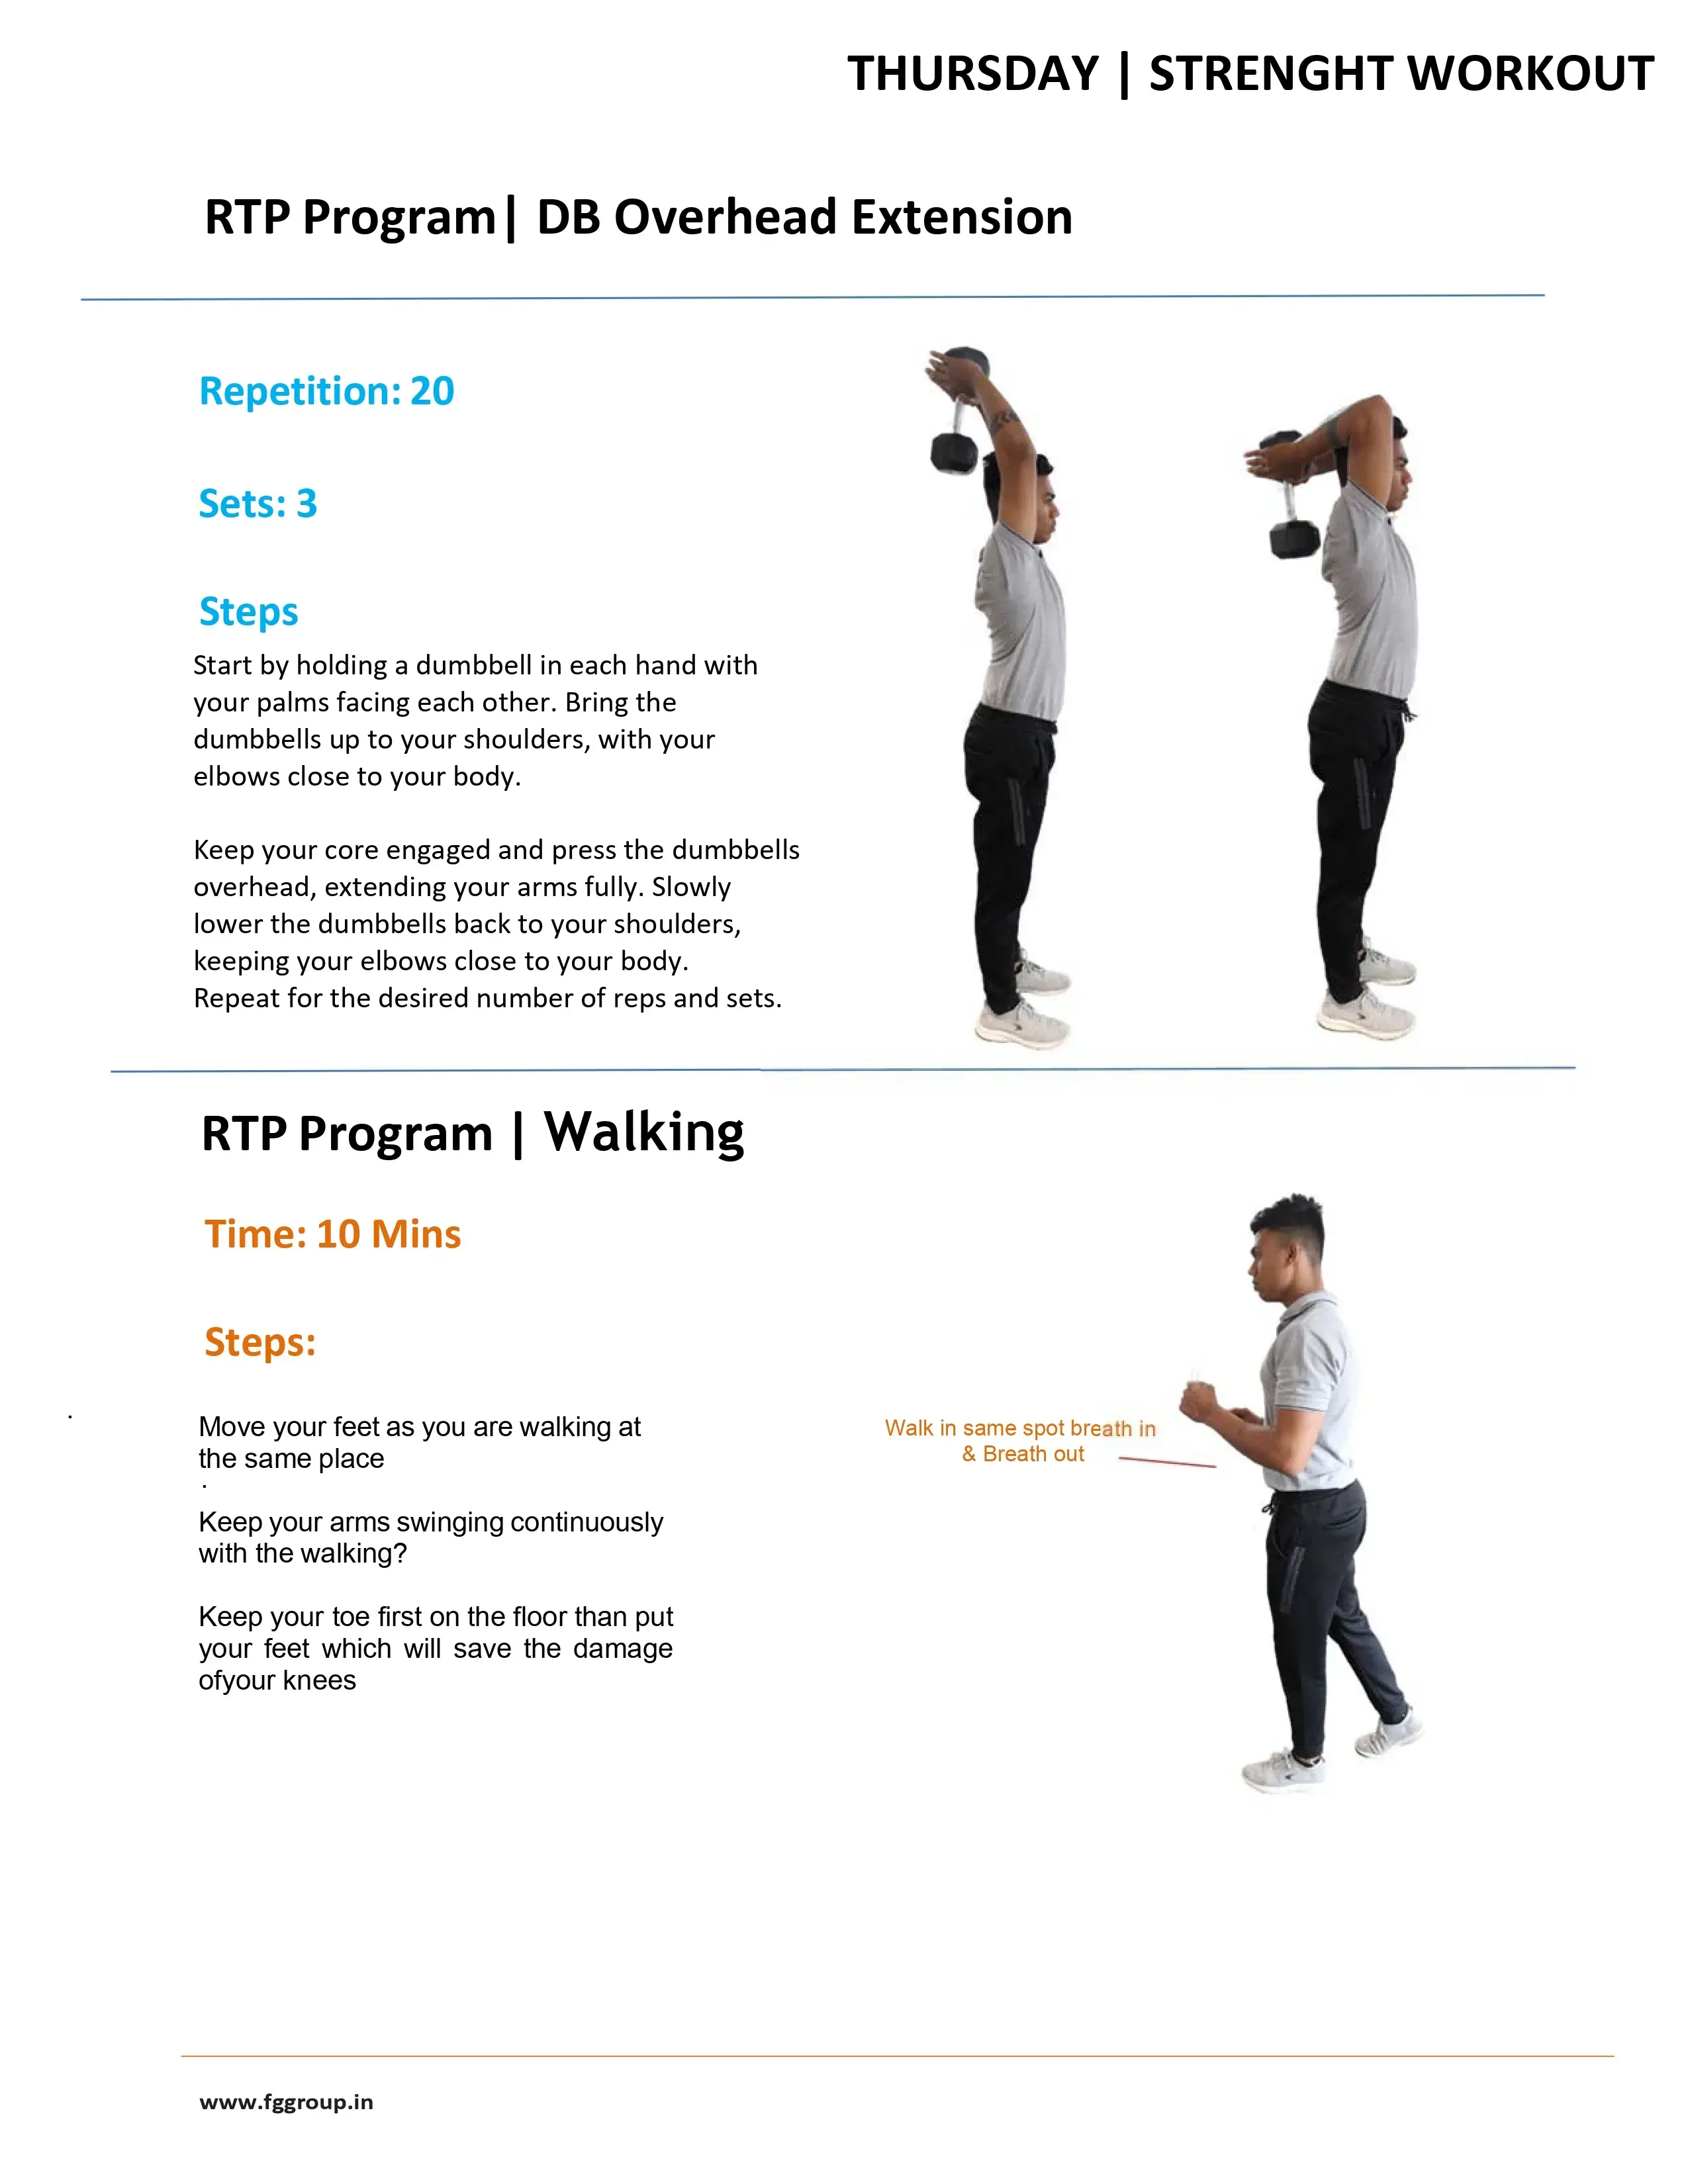 THURSDAY | STRENGHT WORKOUT
RTP Program| DB Overhead Extension
Repetition: 20
Sets: 3
Steps
Start by holding a dumbbell in each hand with
your palms facing each other. Bring the
dumbbells up to your shoulders, with your
elbows close to your body.
Keep your core engaged and press the dumbbells
overhead, extending your arms fully. Slowly
lower the dumbbells back to your shoulders,
keeping your elbows close to your body.
Repeat for the desired number of reps and sets.
RTP Program | Walking
Time: 10 Mins
Steps:
Move your feet as you are walking at
the same place
Keep your arms swinging continuously
with the walking?
Keep your toe first on the floor than put
your feet which will save the damage
ofyour knees
Walk in same spot breath in
& Breath out
www.fggroup.in